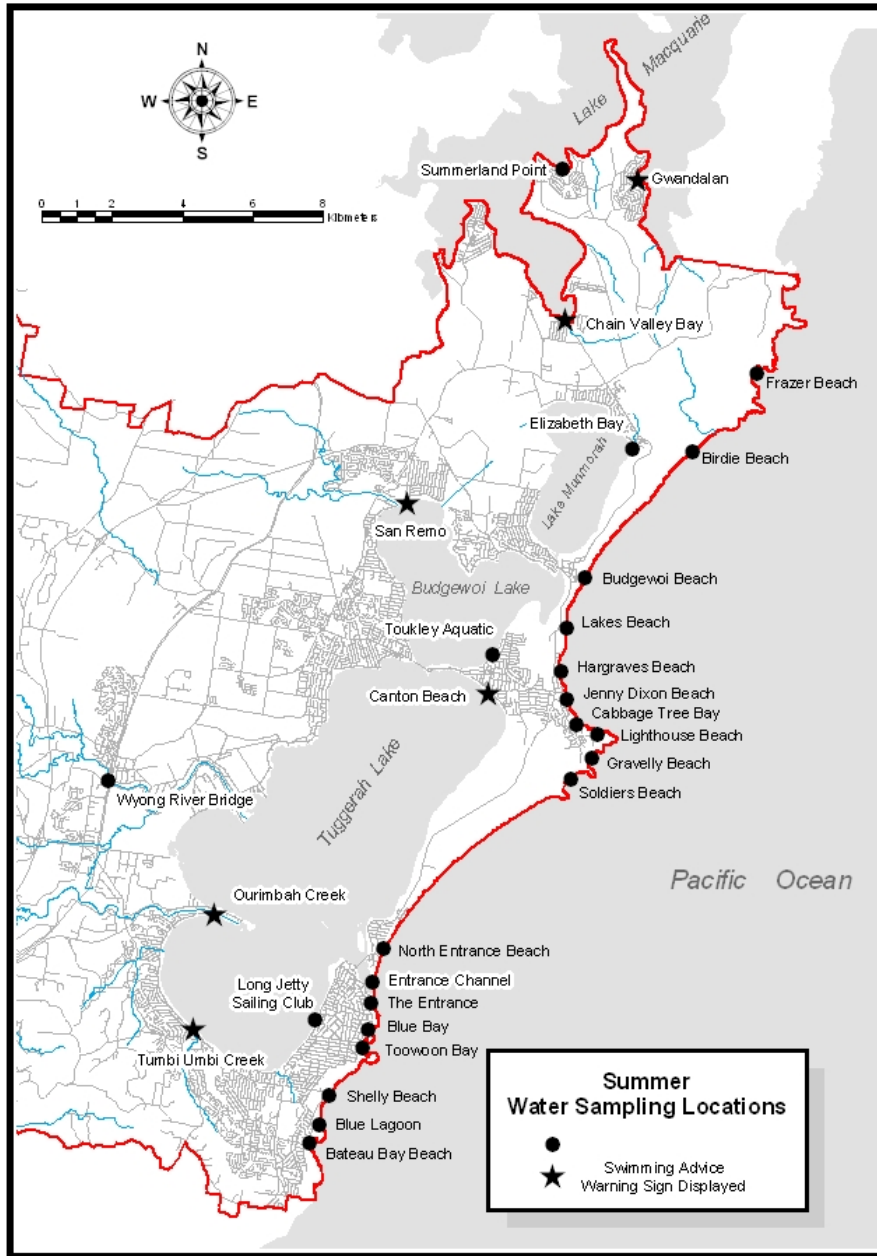 N
W
E
S
0 2 4 6 8
Kilometers
Lake Macquarie
Summerland Point
Gwandalan
Chain Valley Bay
Frazer Beach
Elizabeth Bay
Birdie Beach
Lake Munmorah
San Remo
Budgewoi Beach
Budgewoi Lake
Lakes Beach
Toukley Aquatic
Hargraves Beach
Canton Beach
Jenny Dixon Beach
Cabbage Tree Bay
Lighthouse Beach
Gravelly Beach
Soldiers Beach
Wyong River Bridge
Tuggerah Lake
Pacific Ocean
Ourimbah Creek
North Entrance Beach
Long Jetty
Sailing Club
Entrance Channel
The Entrance
Blue Bay
Toowoon Bay
Tumbi Umbi Creek
Shelly Beach
Blue Lagoon
Bateau Bay Beach
Summer
Water Sampling Locations
Swimming Advice
Warning Sign Displayed